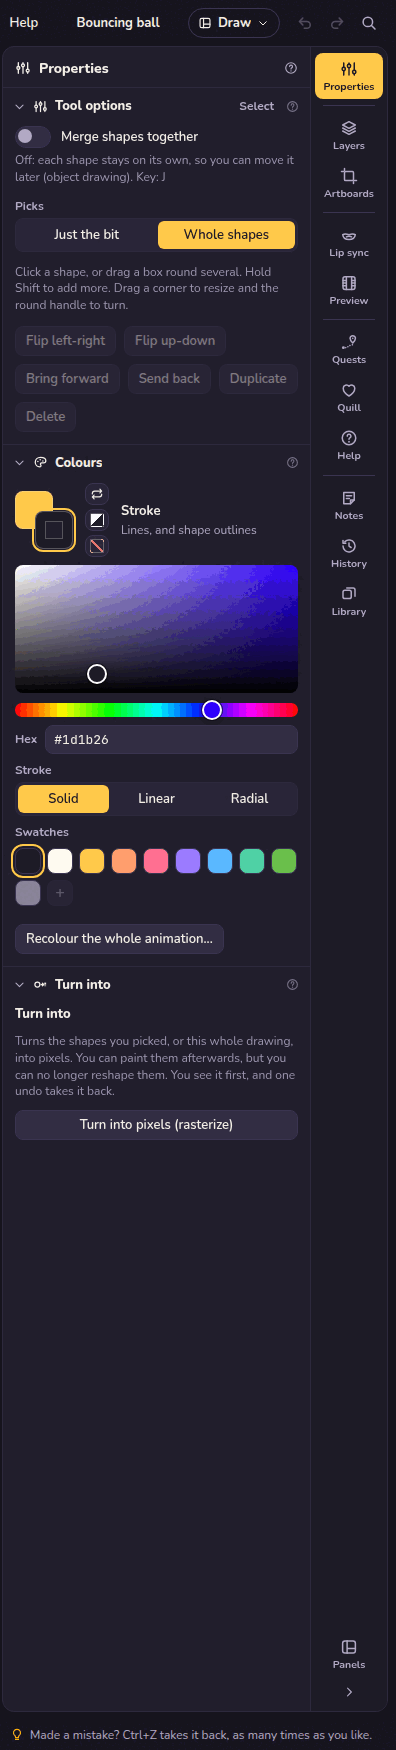 Help Bouncing ball Draw
Properties
Tool options Select
Merge shapes together
Off: each shape stays on its own, so you can move it
later (object drawing). Key: J
Picks
Just the bit Whole shapes
Click a shape, or drag a box round several. Hold
Shift to add more. Drag a corner to resize and the
round handle to turn.
Flip left-right Flip up-down
Bring forward Send back Duplicate
Delete
Colours
Stroke
Lines, and shape outlines
Hex #1d1b26
Stroke
Solid Linear Radial
Swatches
+
Recolour the whole animation...
Turn into
Turn into
Turns the shapes you picked, or this whole drawing,
into pixels. You can paint them afterwards, but you
can no longer reshape them. You see it first, and one
undo takes it back.
Turn into pixels (rasterize)
Properties
Layers
Artboards
Lip sync
Preview
Quests
Quill
Help
Notes
History
Library
Panels
Made a mistake? Ctrl+Z takes it back, as many times as you like.